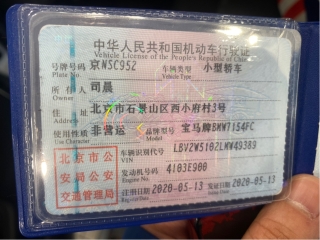 中华人民共和国机动车行驶证
Vehicle License of the People's Republic of China
号牌号码 京NSC952 车辆类型 小型轿车
Plate No. Vehicle Type
所有人 司晨
Owner
住址 北京市石景山区西小府村3号
Address
使用性质 非营运 品牌型号 宝马牌BMW7154FC
Use Character Model
北京市公安局公安交通管理局
车辆识别代号 LBV2W5102LMW49389
VIN
发动机号码 4103E900
Engine No.
注册日期 2020-05-13 发证日期 2020-05-13
Register Date Issue Date